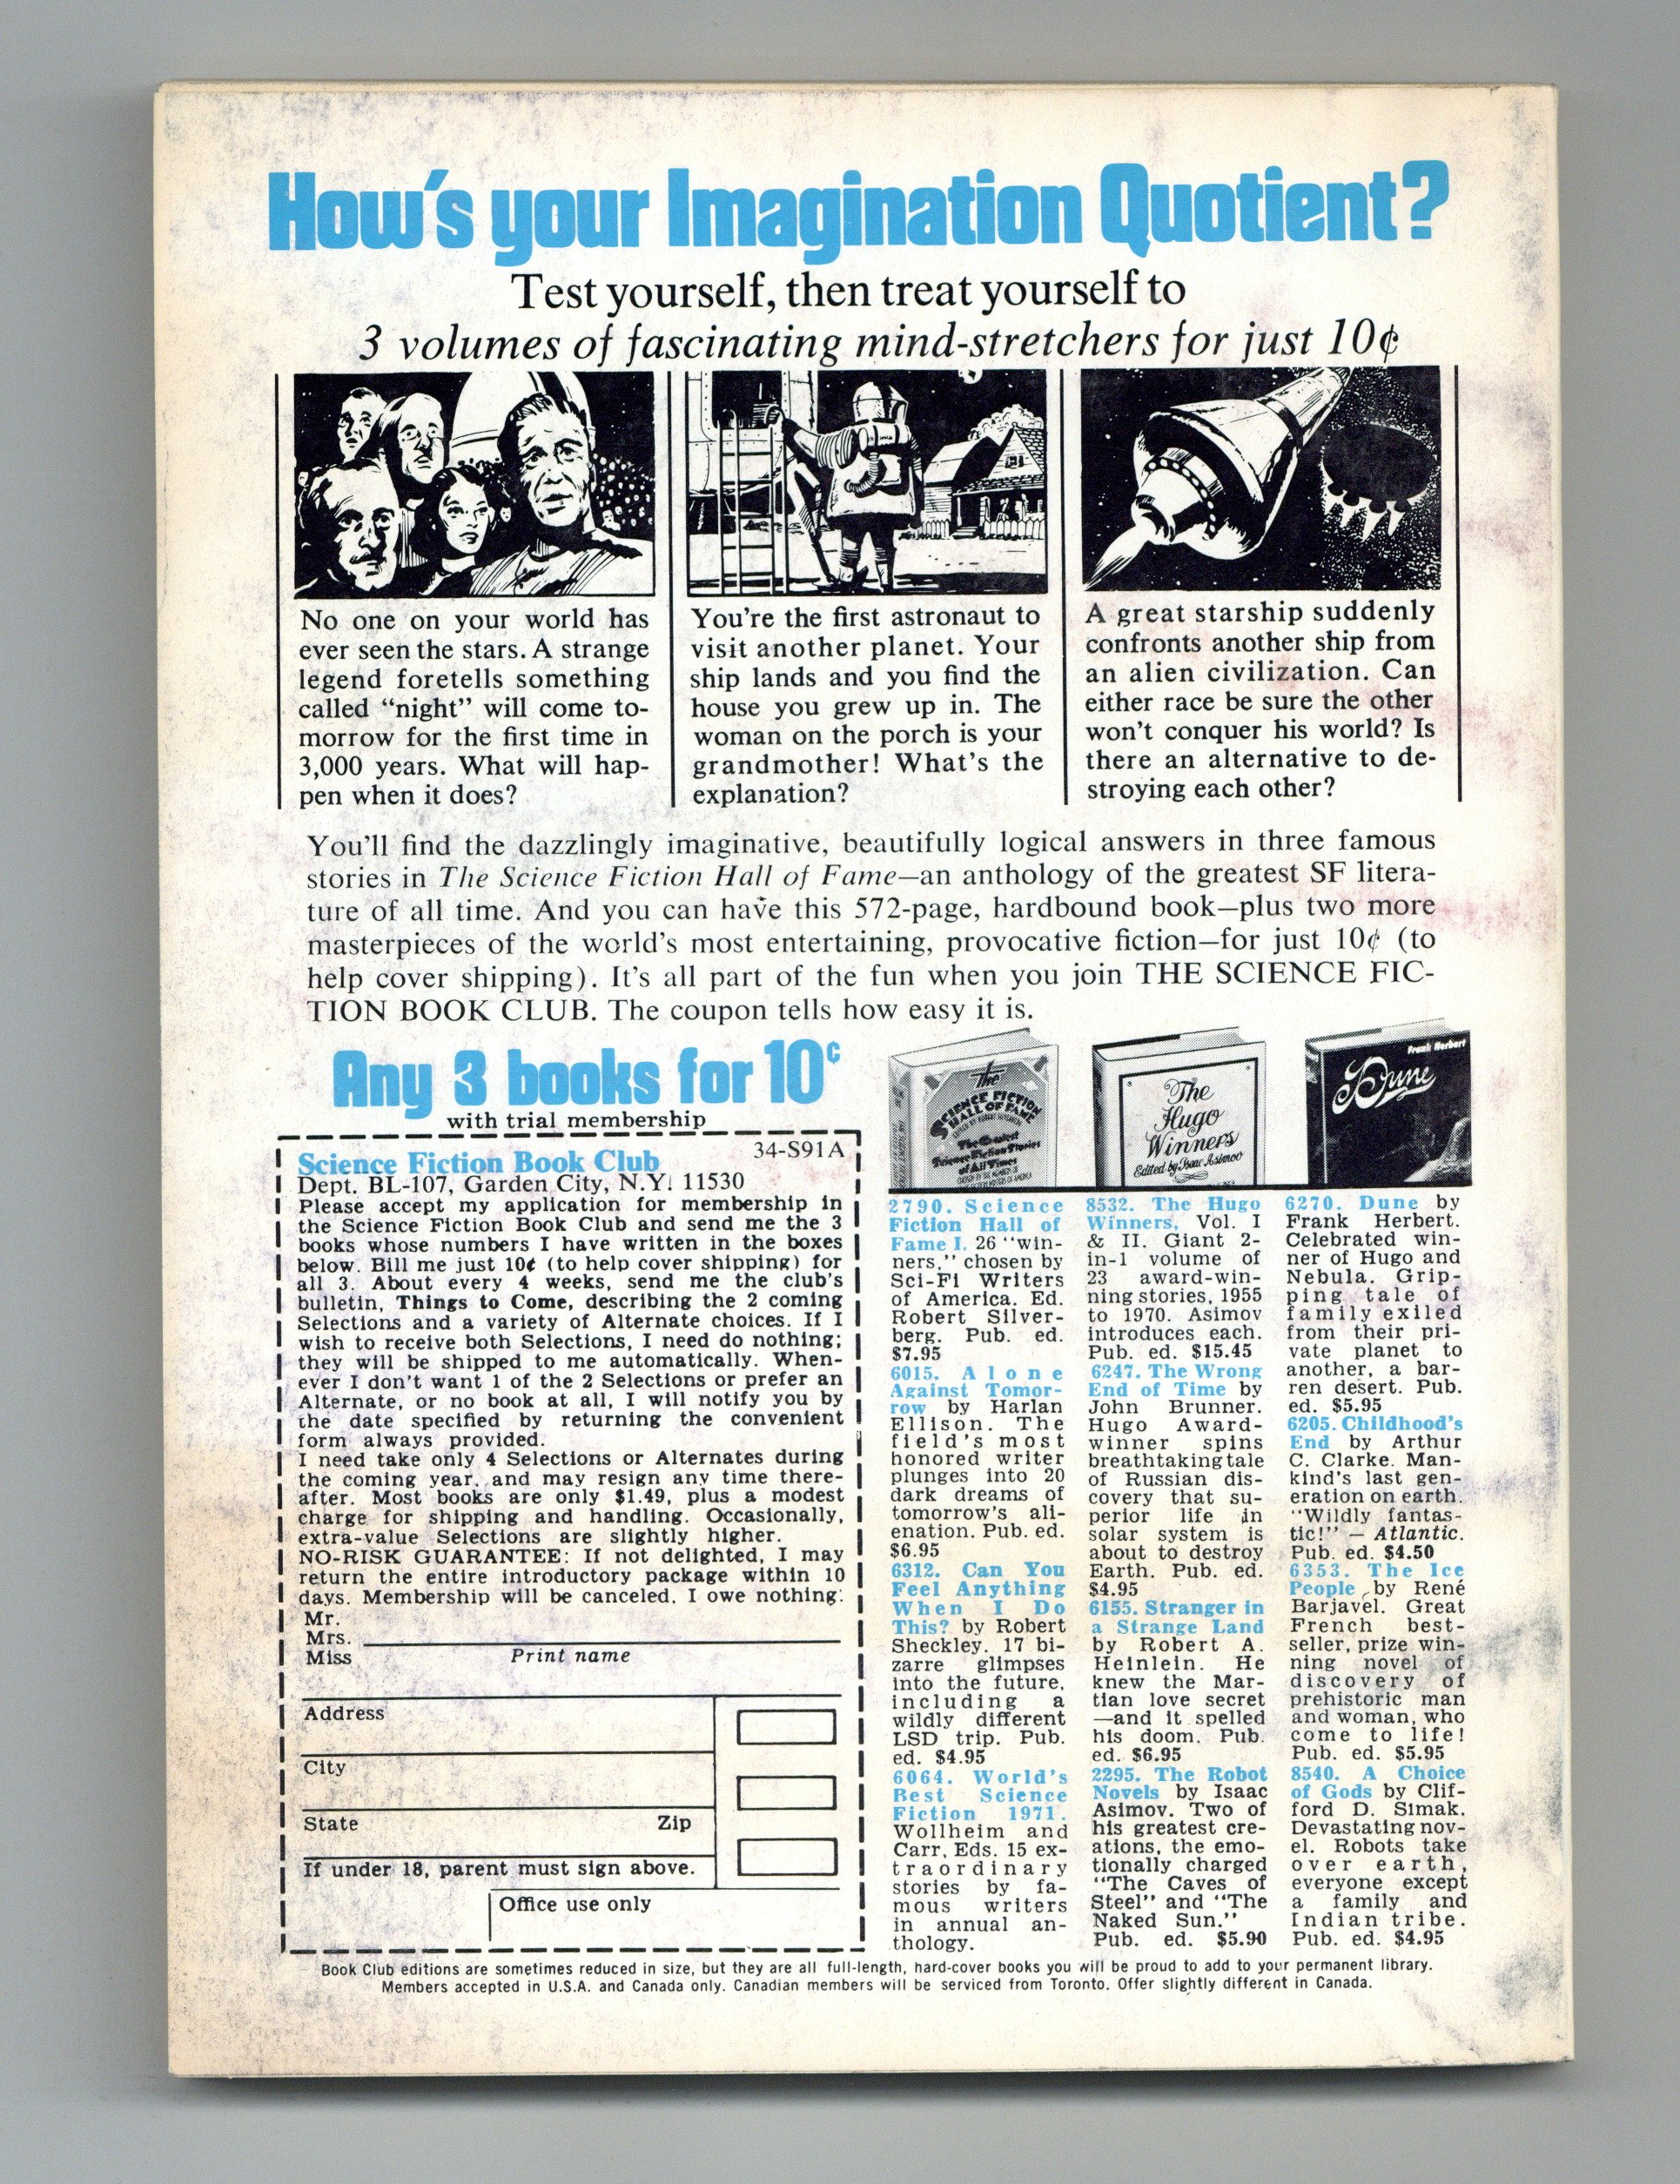 How's your Imagination Quotient?
Test yourself, then treat yourself to
3 volumes of fascinating mind-stretchers for just 10¢
No one on your world has
ever seen the stars. A strange
legend foretells something
called “night” will come to-
morrow for the first time in
3,000 years. What will hap-
pen when it does?
You're the first astronaut to
visit another planet. Your
ship lands and you find the
house you grew up in. The
woman on the porch is your
grandmother! What's the
explanation?
A great starship suddenly
confronts another ship from
an alien civilization. Can
either race be sure the other
won't conquer his world? Is
there an alternative to de-
stroying each other?
You'll find the dazzlingly imaginative, beautifully logical answers in three famous
stories in The Science Fiction Hall of Fame—an anthology of the greatest SF litera-
ture of all time. And you can have this 572-page, hardbound book—plus two more
masterpieces of the world's most entertaining, provocative fiction—for just 10¢ (to
help cover shipping). It's all part of the fun when you join THE SCIENCE FIC-
TION BOOK CLUB. The coupon tells how easy it is.
Any 3 books for 10¢
with trial membership
34-S91A
Science Fiction Book Club
Dept. BL-107, Garden City, N.Y. 11530
Please accept my application for membership in
the Science Fiction Book Club and send me the 3
books whose numbers I have written in the boxes
below. Bill me just 10¢ (to help cover shipping) for
all 3. About every 4 weeks, send me the club's
bulletin, Things to Come, describing the 2 coming
Selections and a variety of Alternate choices. If I
wish to receive both Selections, I need do nothing;
they will be shipped to me automatically. When-
ever I don't want 1 of the 2 Selections or prefer an
Alternate, or no book at all, I will notify you by
the date specified by returning the convenient
form always provided.
I need take only 4 Selections or Alternates during
the coming year, and may resign any time there-
after. Most books are only $1.49, plus a modest
charge for shipping and handling. Occasionally,
extra-value Selections are slightly higher.
NO-RISK GUARANTEE: If not delighted, I may
return the entire introductory package within 10
days. Membership will be canceled. I owe nothing.
Mr.
Mrs.
Miss
Print name
Address
City
State Zip
If under 18, parent must sign above.
Office use only
The
SCIENCE FICTION
HALL OF FAME
The Greatest
Science Fiction Stories
of All Times
The
Hugo
Winners
Edited by Isaac Asimov
Frank Herbert
Dune
2790. Science
Fiction Hall of
Fame I. 26 “win-
ners,” chosen by
Sci-Fi Writers
of America. Ed.
Robert Silver-
berg. Pub. ed.
$7.95
6015. Alone
Against Tomor-
row by Harlan
Ellison. The
field's most
honored writer
plunges into 20
dark dreams of
tomorrow's ali-
enation. Pub. ed.
$6.95
6312. Can You
Feel Anything
When I Do
This? by Robert
Sheckley. 17 bi-
zarre glimpses
into the future,
including a
wildly different
LSD trip. Pub.
ed. $4.95
6064. World's
Best Science
Fiction 1971.
Wollheim and
Carr, Eds. 15 ex-
traordinary
stories by fa-
mous writers
in annual an-
thology.
8532. The Hugo
Winners, Vol. I
& II. Giant 2-
in-1 volume of
23 award-win-
ning stories, 1955
to 1970. Asimov
introduces each.
Pub. ed. $15.45
6247. The Wrong
End of Time by
John Brunner.
Hugo Award-
winner spins
breathtaking tale
of Russian dis-
covery that su-
perior life in
solar system is
about to destroy
Earth. Pub. ed.
$4.95
6155. Stranger in
a Strange Land
by Robert A.
Heinlein. He
knew the Mar-
tian love secret
—and it spelled
his doom. Pub.
ed. $6.95
2295. The Robot
Novels by Isaac
Asimov. Two of
his greatest cre-
ations, the emo-
tionally charged
“The Caves of
Steel” and “The
Naked Sun.”
Pub. ed. $5.90
6270. Dune by
Frank Herbert.
Celebrated win-
ner of Hugo and
Nebula. Grip-
ping tale of
family exiled
from their pri-
vate planet to
another, a bar-
ren desert. Pub.
ed. $5.95
6205. Childhood's
End by Arthur
C. Clarke. Man-
kind's last gen-
eration on earth.
“Wildly fantas-
tic!” — Atlantic.
Pub. ed. $4.50
6353. The Ice
People by René
Barjavel. Great
French best-
seller, prize win-
ning novel of
discovery of
prehistoric man
and woman, who
come to life!
Pub. ed. $5.95
8540. A Choice
of Gods by Clif-
ford D. Simak.
Devastating nov-
el. Robots take
over earth,
everyone except
a family and
Indian tribe.
Pub. ed. $4.95
Book Club editions are sometimes reduced in size, but they are all full-length, hard-cover books you will be proud to add to your permanent library.
Members accepted in U.S.A. and Canada only. Canadian members will be serviced from Toronto. Offer slightly different in Canada.